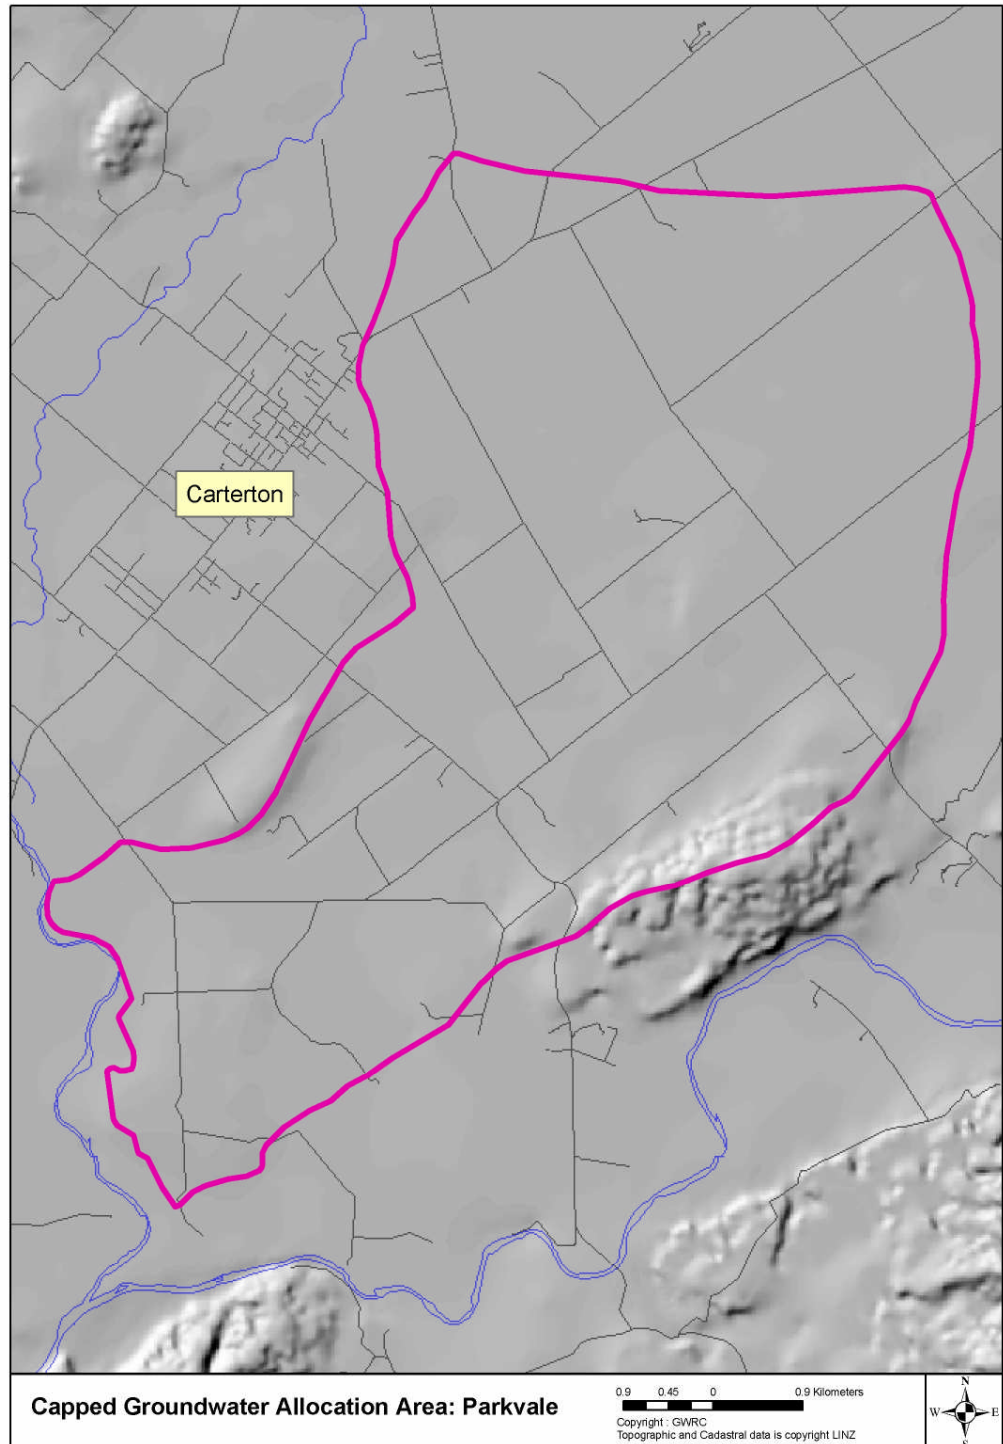 Carterton
Capped Groundwater Allocation Area: Parkvale
0.9 0.45 0 0.9 Kilometers
Copyright : GWRC
Topographic and Cadastral data is copyright LINZ
N
W E
S